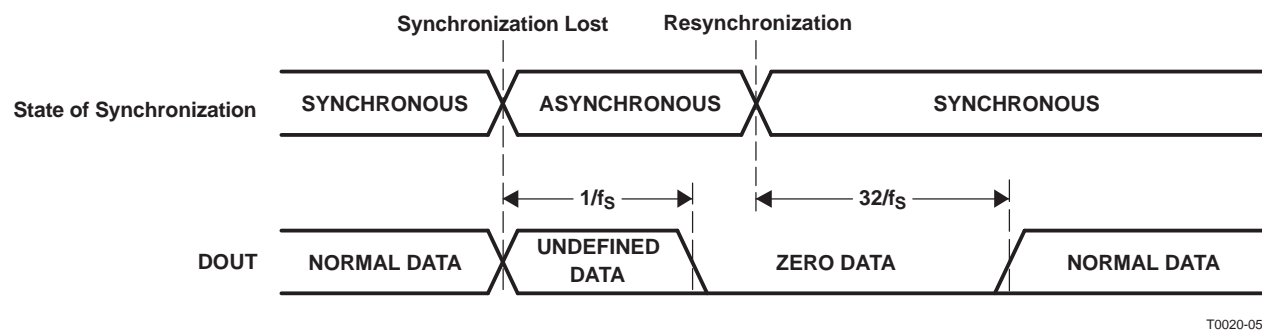 Synchronization Lost
Resynchronization
State of Synchronization
SYNCHRONOUS
ASYNCHRONOUS
SYNCHRONOUS
1/fS
32/fS
DOUT
NORMAL DATA
UNDEFINED
DATA
ZERO DATA
NORMAL DATA
T0020-05